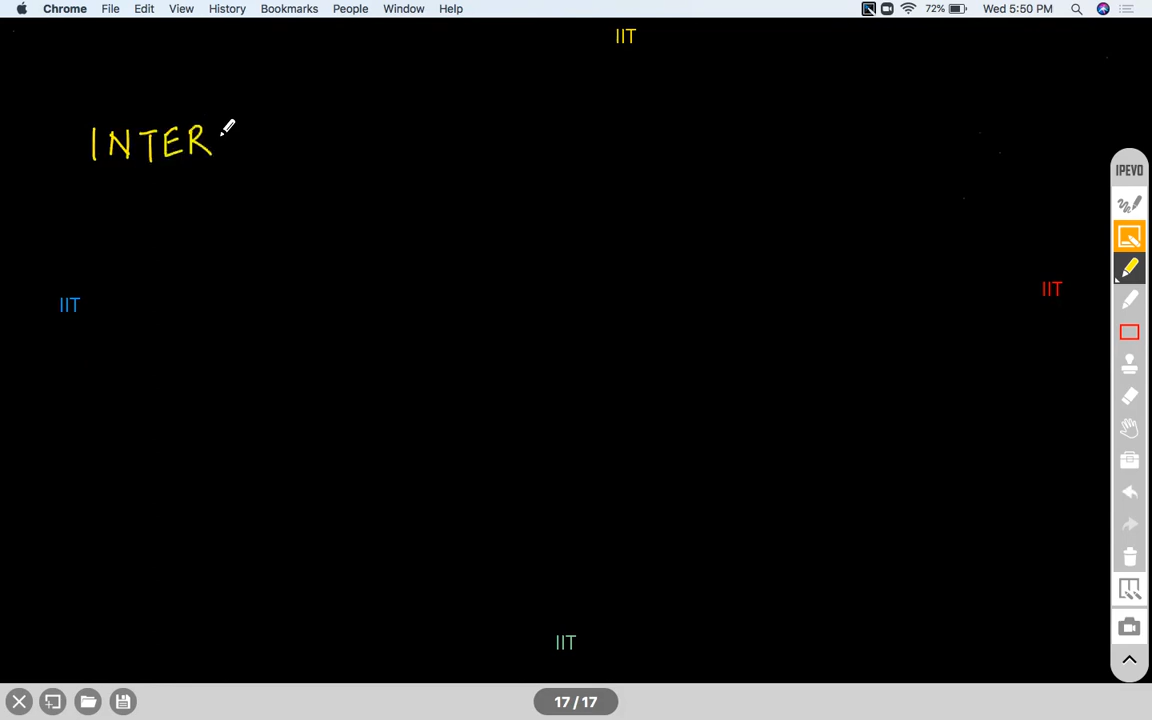 Chrome File Edit View History Bookmarks People Window Help 72% Wed 5:50 PM
IIT
INTER
IPEVO
IIT
IIT
IIT
17/17